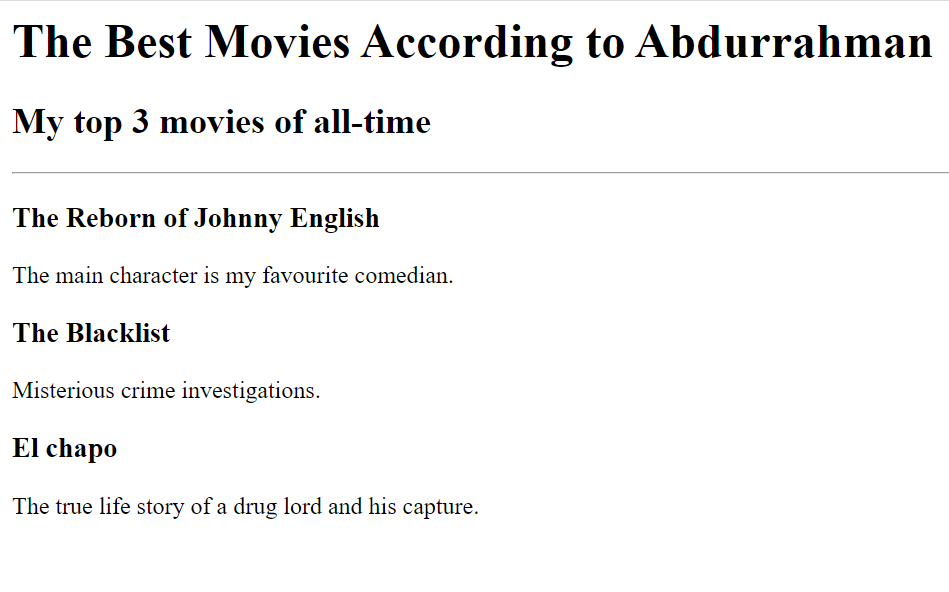 The Best Movies According to Abdurrahman
My top 3 movies of all-time
The Reborn of Johnny English
The main character is my favourite comedian.
The Blacklist
Misterious crime investigations.
El chapo
The true life story of a drug lord and his capture.